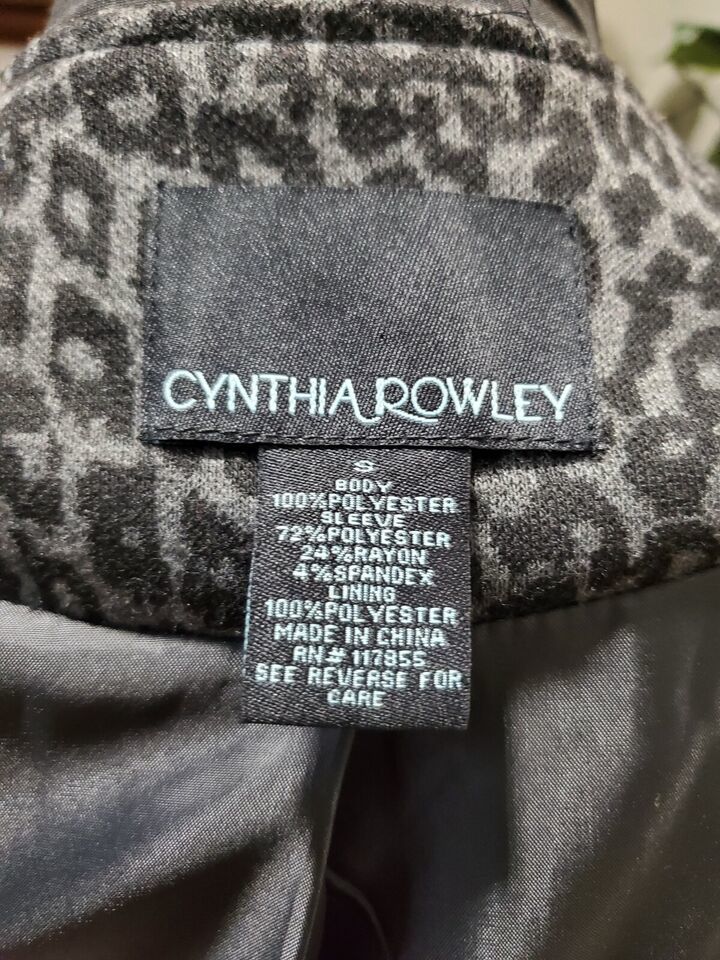 CYNTHIA ROWLEY
S
BODY
100%POLYESTER
SLEEVE
72%POLYESTER
24%RAYON
4%SPANDEX
LINING
100%POLYESTER
MADE IN CHINA
RN# 117855
SEE REVERSE FOR
CARE